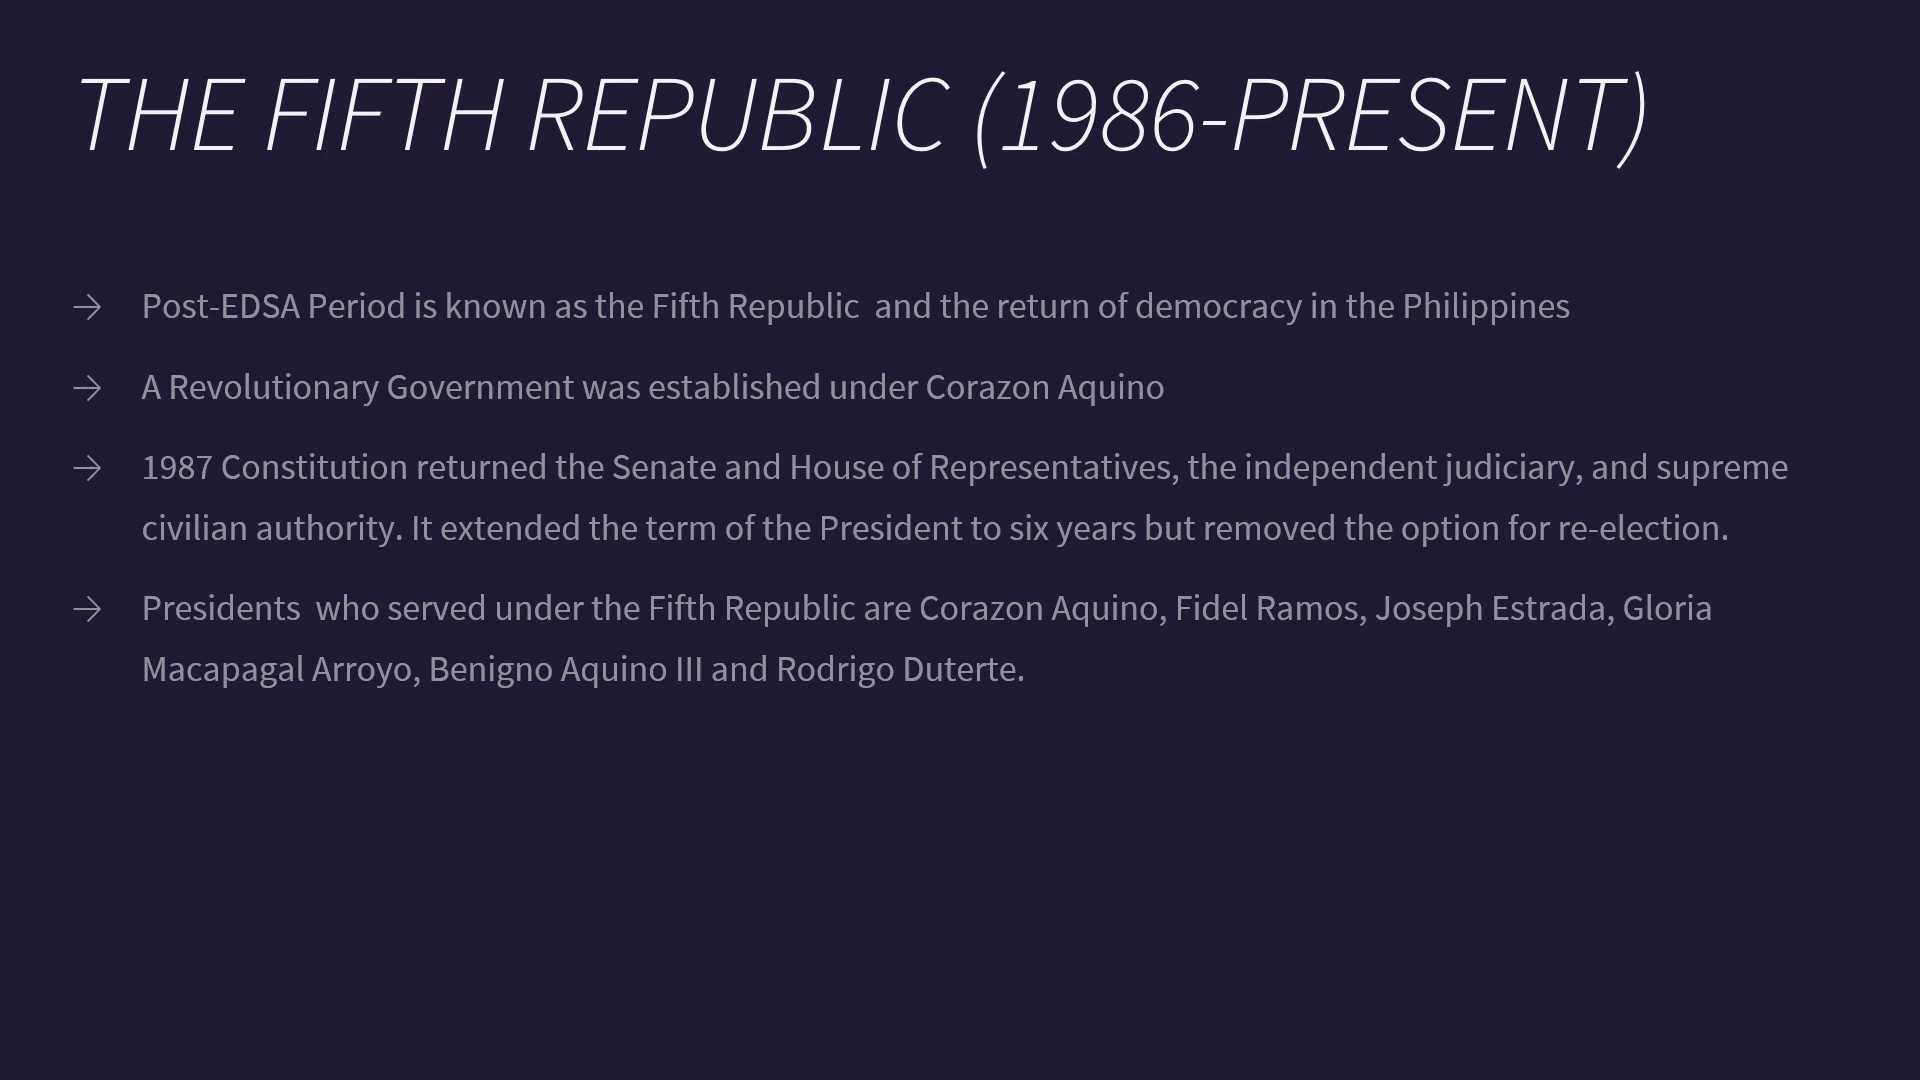 THE FIFTH REPUBLIC (1986-PRESENT)
→ Post-EDSA Period is known as the Fifth Republic  and the return of democracy in the Philippines
→ A Revolutionary Government was established under Corazon Aquino
→ 1987 Constitution returned the Senate and House of Representatives, the independent judiciary, and supreme
civilian authority. It extended the term of the President to six years but removed the option for re-election.
→ Presidents  who served under the Fifth Republic are Corazon Aquino, Fidel Ramos, Joseph Estrada, Gloria
Macapagal Arroyo, Benigno Aquino III and Rodrigo Duterte.